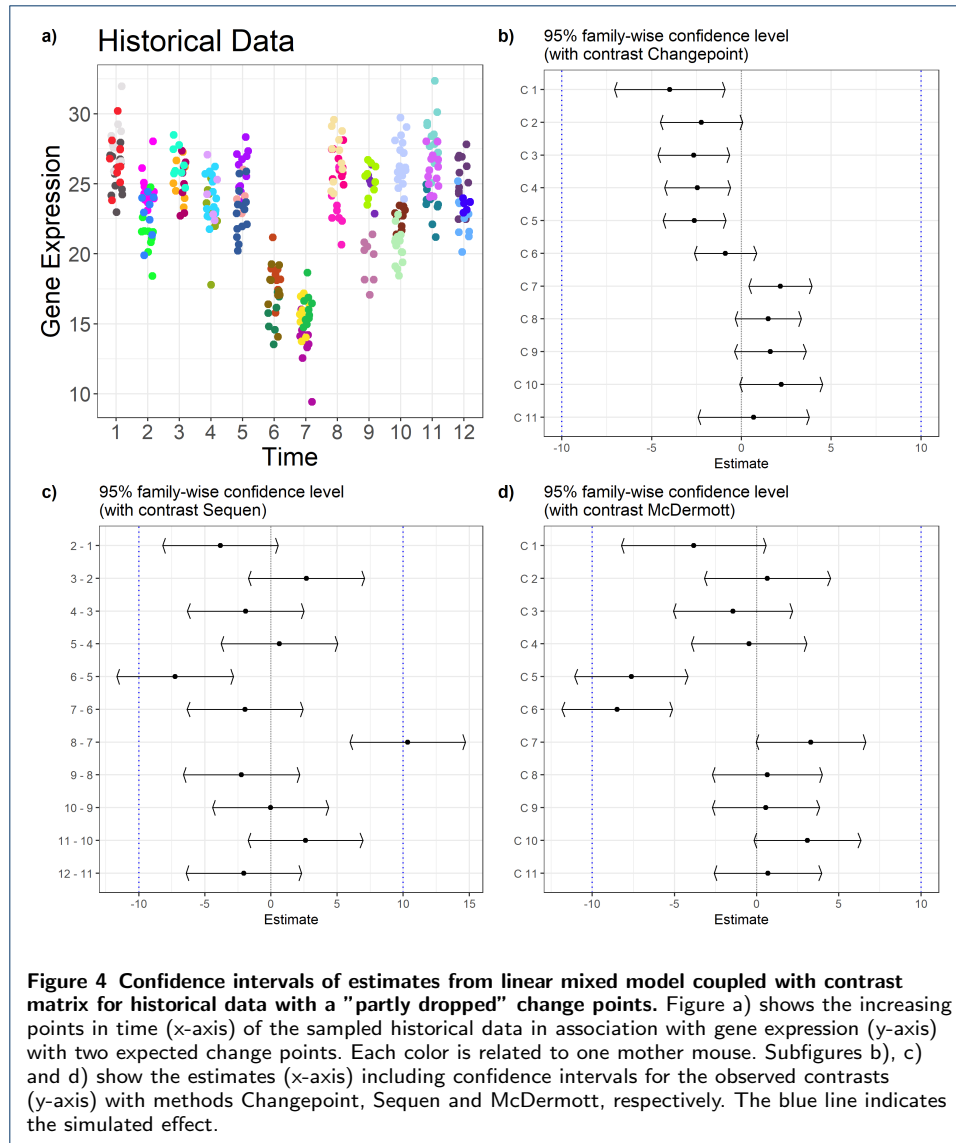 a) Historical Data
Gene Expression
30
25
20
15
10
1 2 3 4 5 6 7 8 9 10 11 12
Time
b) 95% family-wise confidence level
(with contrast Changepoint)
C 1
C 2
C 3
C 4
C 5
C 6
C 7
C 8
C 9
C 10
C 11
-10 -5 0 5 10
Estimate
c) 95% family-wise confidence level
(with contrast Sequen)
2 - 1
3 - 2
4 - 3
5 - 4
6 - 5
7 - 6
8 - 7
9 - 8
10 - 9
11 - 10
12 - 11
-10 -5 0 5 10 15
Estimate
d) 95% family-wise confidence level
(with contrast McDermott)
C 1
C 2
C 3
C 4
C 5
C 6
C 7
C 8
C 9
C 10
C 11
-10 -5 0 5 10
Estimate
Figure 4 Confidence intervals of estimates from linear mixed model coupled with contrast
matrix for historical data with a "partly dropped" change points. Figure a) shows the increasing
points in time (x-axis) of the sampled historical data in association with gene expression (y-axis)
with two expected change points. Each color is related to one mother mouse. Subfigures b), c)
and d) show the estimates (x-axis) including confidence intervals for the observed contrasts
(y-axis) with methods Changepoint, Sequen and McDermott, respectively. The blue line indicates
the simulated effect.